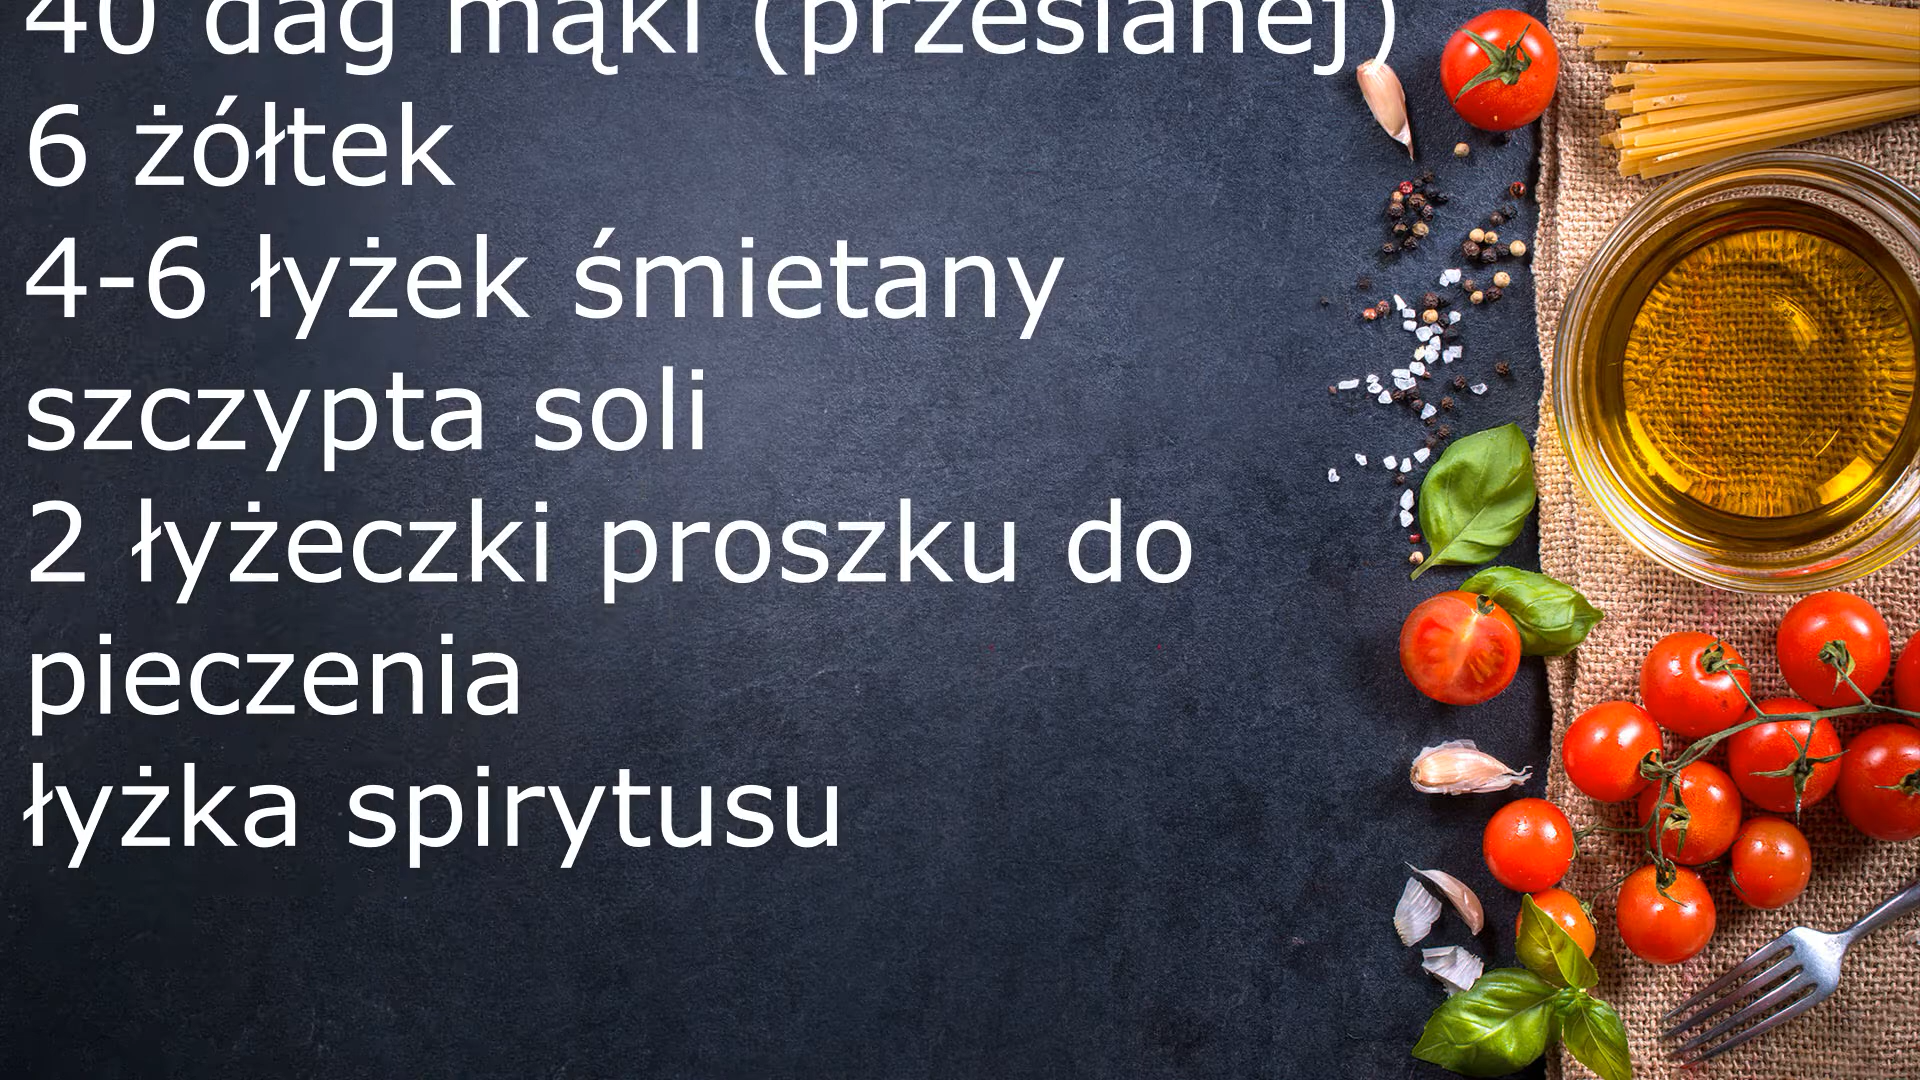 40 dag mąki (przesianej)
6 żółtek
4-6 łyżek śmietany
szczypta soli
2 łyżeczki proszku do
pieczenia
łyżka spirytusu